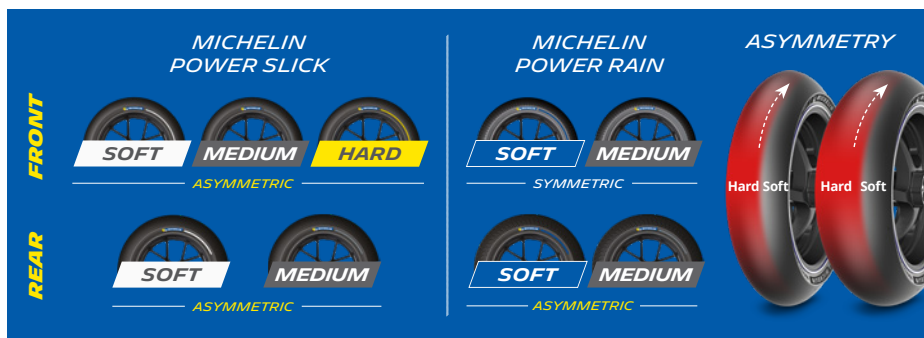 MICHELIN
POWER SLICK
MICHELIN
POWER RAIN
ASYMMETRY
FRONT
SOFT
MEDIUM
HARD
ASYMMETRIC
SOFT
MEDIUM
SYMMETRIC
REAR
SOFT
MEDIUM
ASYMMETRIC
SOFT
MEDIUM
ASYMMETRIC
Hard Soft
Hard Soft